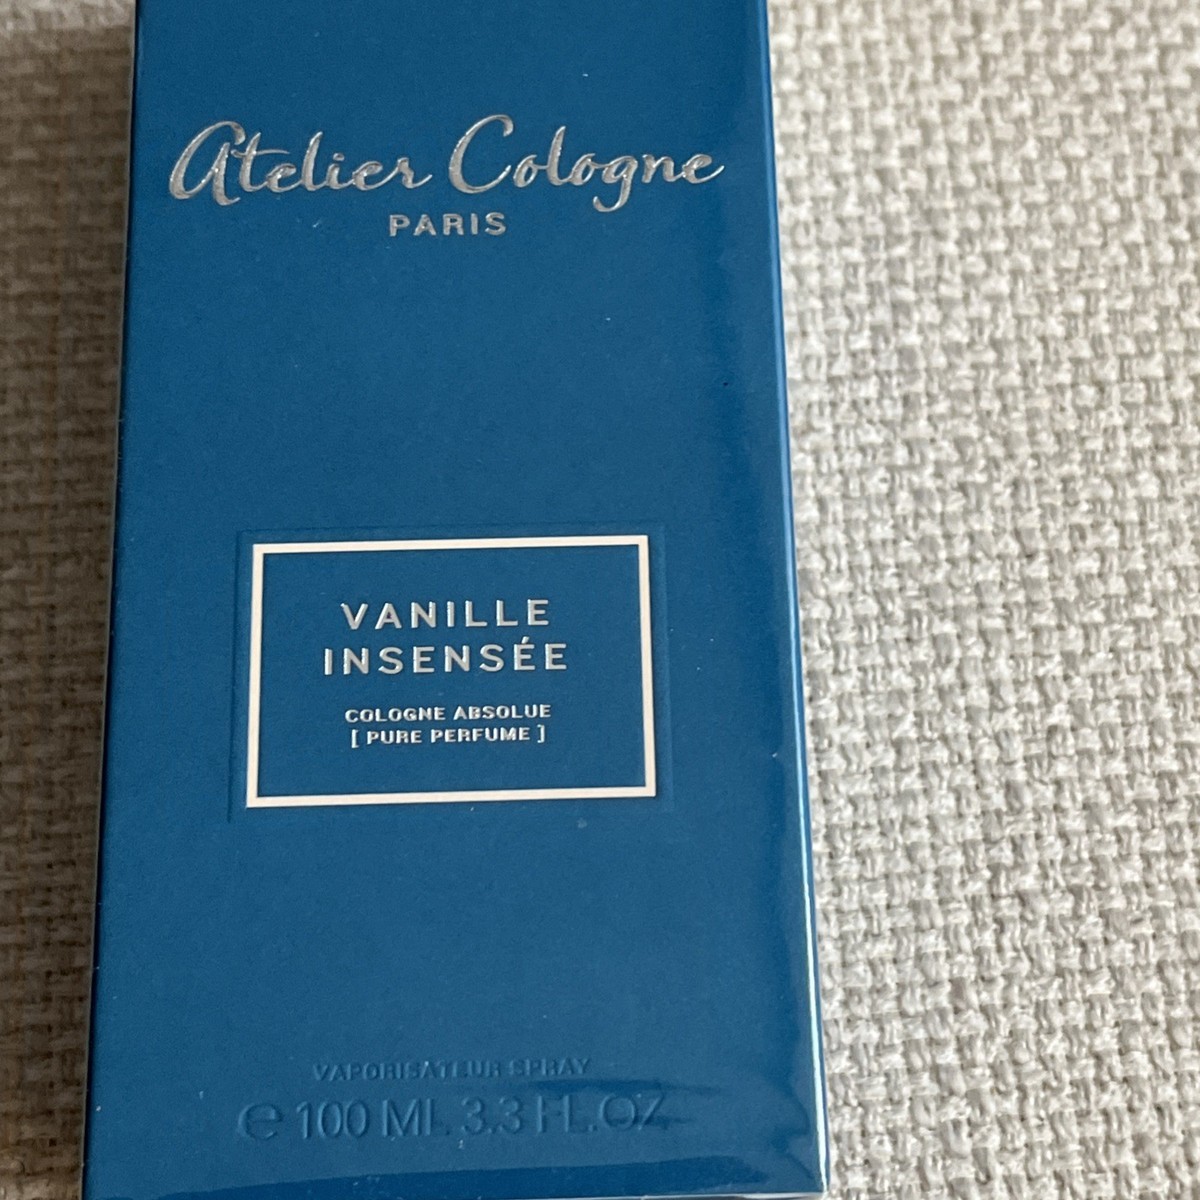 Atelier Cologne
PARIS
VANILLE
INSENSÉE
COLOGNE ABSOLUE
[ PURE PERFUME ]
VAPORISATEUR SPRAY
e 100 ML 3.3 FL.OZ